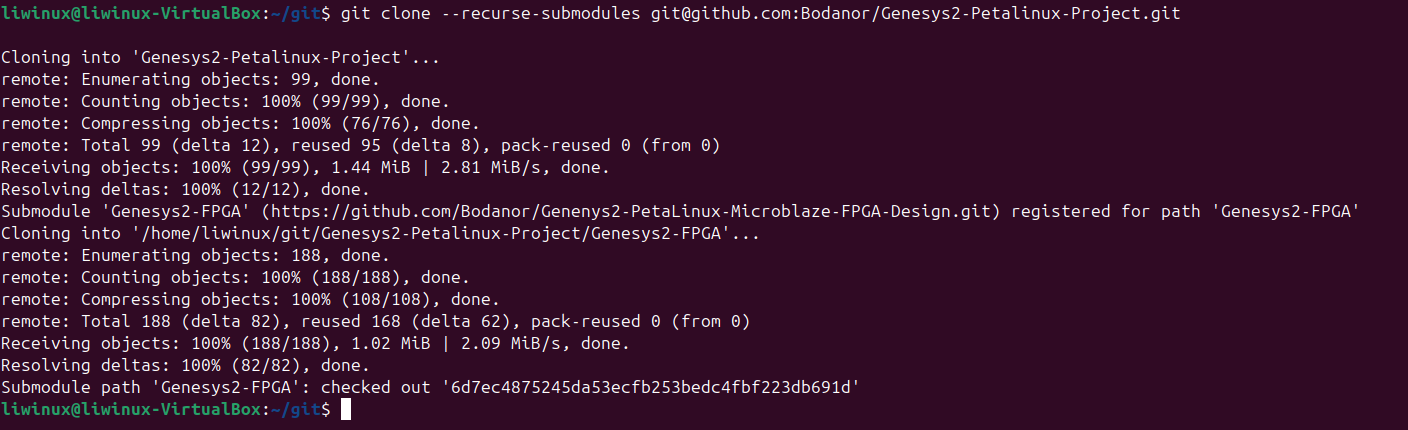 liwinux@liwinux-VirtualBox:~/git$ git clone --recurse-submodules git@github.com:Bodanor/Genesys2-Petalinux-Project.git
Cloning into 'Genesys2-Petalinux-Project'...
remote: Enumerating objects: 99, done.
remote: Counting objects: 100% (99/99), done.
remote: Compressing objects: 100% (76/76), done.
remote: Total 99 (delta 12), reused 95 (delta 8), pack-reused 0 (from 0)
Receiving objects: 100% (99/99), 1.44 MiB | 2.81 MiB/s, done.
Resolving deltas: 100% (12/12), done.
Submodule 'Genesys2-FPGA' (https://github.com/Bodanor/Genenys2-PetaLinux-Microblaze-FPGA-Design.git) registered for path 'Genesys2-FPGA'
Cloning into '/home/liwinux/git/Genesys2-Petalinux-Project/Genesys2-FPGA'...
remote: Enumerating objects: 188, done.
remote: Counting objects: 100% (188/188), done.
remote: Compressing objects: 100% (108/108), done.
remote: Total 188 (delta 82), reused 168 (delta 62), pack-reused 0 (from 0)
Receiving objects: 100% (188/188), 1.02 MiB | 2.09 MiB/s, done.
Resolving deltas: 100% (82/82), done.
Submodule path 'Genesys2-FPGA': checked out '6d7ec4875245da53ecfb253bedc4fbf223db691d'
liwinux@liwinux-VirtualBox:~/git$